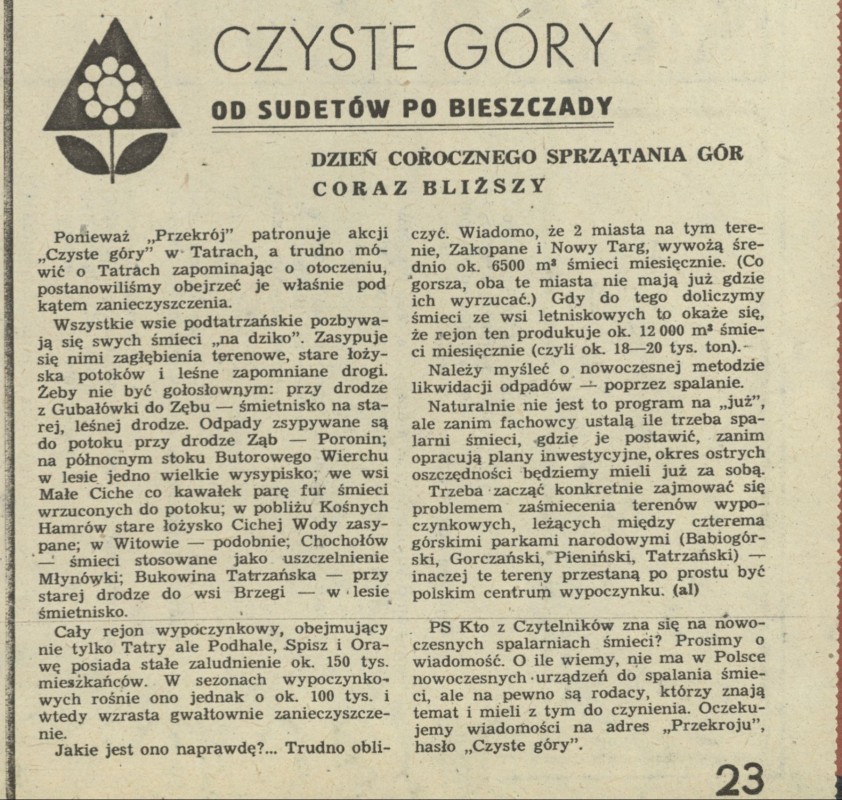 CZYSTE GÓRY
OD SUDETÓW PO BIESZCZADY
DZIEŃ COROCZNEGO SPRZĄTANIA GÓR
CORAZ BLIŻSZY
Ponieważ „Przekrój” patronuje akcji
„Czyste góry” w Tatrach, a trudno mó-
wić o Tatrach zapominając o otoczeniu,
postanowiliśmy obejrzeć je właśnie pod
kątem zanieczyszczenia.
Wszystkie wsie podtatrzańskie pozbywa-
ją się swych śmieci „na dziko”. Zasypuje
się nimi zagłębienia terenowe, stare łoży-
ska potoków i leśne zapomniane drogi.
Żeby nie być gołosłownym: przy drodze
z Gubałówki do Zębu — śmietnisko na sta-
rej, leśnej drodze. Odpady zsypywane są
do potoku przy drodze Ząb — Poronin;
na północnym stoku Butorowego Wierchu
w lesie jedno wielkie wysypisko; we wsi
Małe Ciche co kawałek parę fur śmieci
wrzuconych do potoku; w pobliżu Kośnych
Hamrów stare łożysko Cichej Wody zasy-
pane; w Witowie — podobnie; Chochołów
— śmieci stosowane jako uszczelnienie
Młynówki; Bukowina Tatrzańska — przy
starej drodze do wsi Brzegi — w lesie
śmietnisko.
Cały rejon wypoczynkowy, obejmujący
nie tylko Tatry ale Podhale, Spisz i Ora-
wę posiada stałe zaludnienie ok. 150 tys.
mieszkańców. W sezonach wypoczynko-
wych rośnie ono jednak o ok. 100 tys. i
wtedy wzrasta gwałtownie zanieczyszcze-
nie.
Jakie jest ono naprawdę?... Trudno obli-
czyć. Wiadomo, że 2 miasta na tym tere-
nie, Zakopane i Nowy Targ, wywożą śre-
dnio ok. 6500 m³ śmieci miesięcznie. (Co
gorsza, oba te miasta nie mają już gdzie
ich wyrzucać.) Gdy do tego doliczymy
śmieci ze wsi letniskowych to okaże się,
że rejon ten produkuje ok. 12 000 m³ śmie-
ci miesięcznie (czyli ok. 18—20 tys. ton).
Należy myśleć o nowoczesnej metodzie
likwidacji odpadów — poprzez spalanie.
Naturalnie nie jest to program na „już”,
ale zanim fachowcy ustalą ile trzeba spa-
larni śmieci, gdzie je postawić, zanim
opracują plany inwestycyjne, okres ostrych
oszczędności będziemy mieli już za sobą.
Trzeba zacząć konkretnie zajmować się
problemem zaśmiecenia terenów wypo-
czynkowych, leżących między czterema
górskimi parkami narodowymi (Babiogór-
ski, Gorczański, Pieniński, Tatrzański) —
inaczej te tereny przestaną po prostu być
polskim centrum wypoczynku. (al)
PS Kto z Czytelników zna się na nowo-
czesnych spalarniach śmieci? Prosimy o
wiadomość. O ile wiemy, nie ma w Polsce
nowoczesnych urządzeń do spalania śmie-
ci, ale na pewno są rodacy, którzy znają
temat i mieli z tym do czynienia. Oczeku-
jemy wiadomości na adres „Przekroju”,
hasło „Czyste góry”.
23